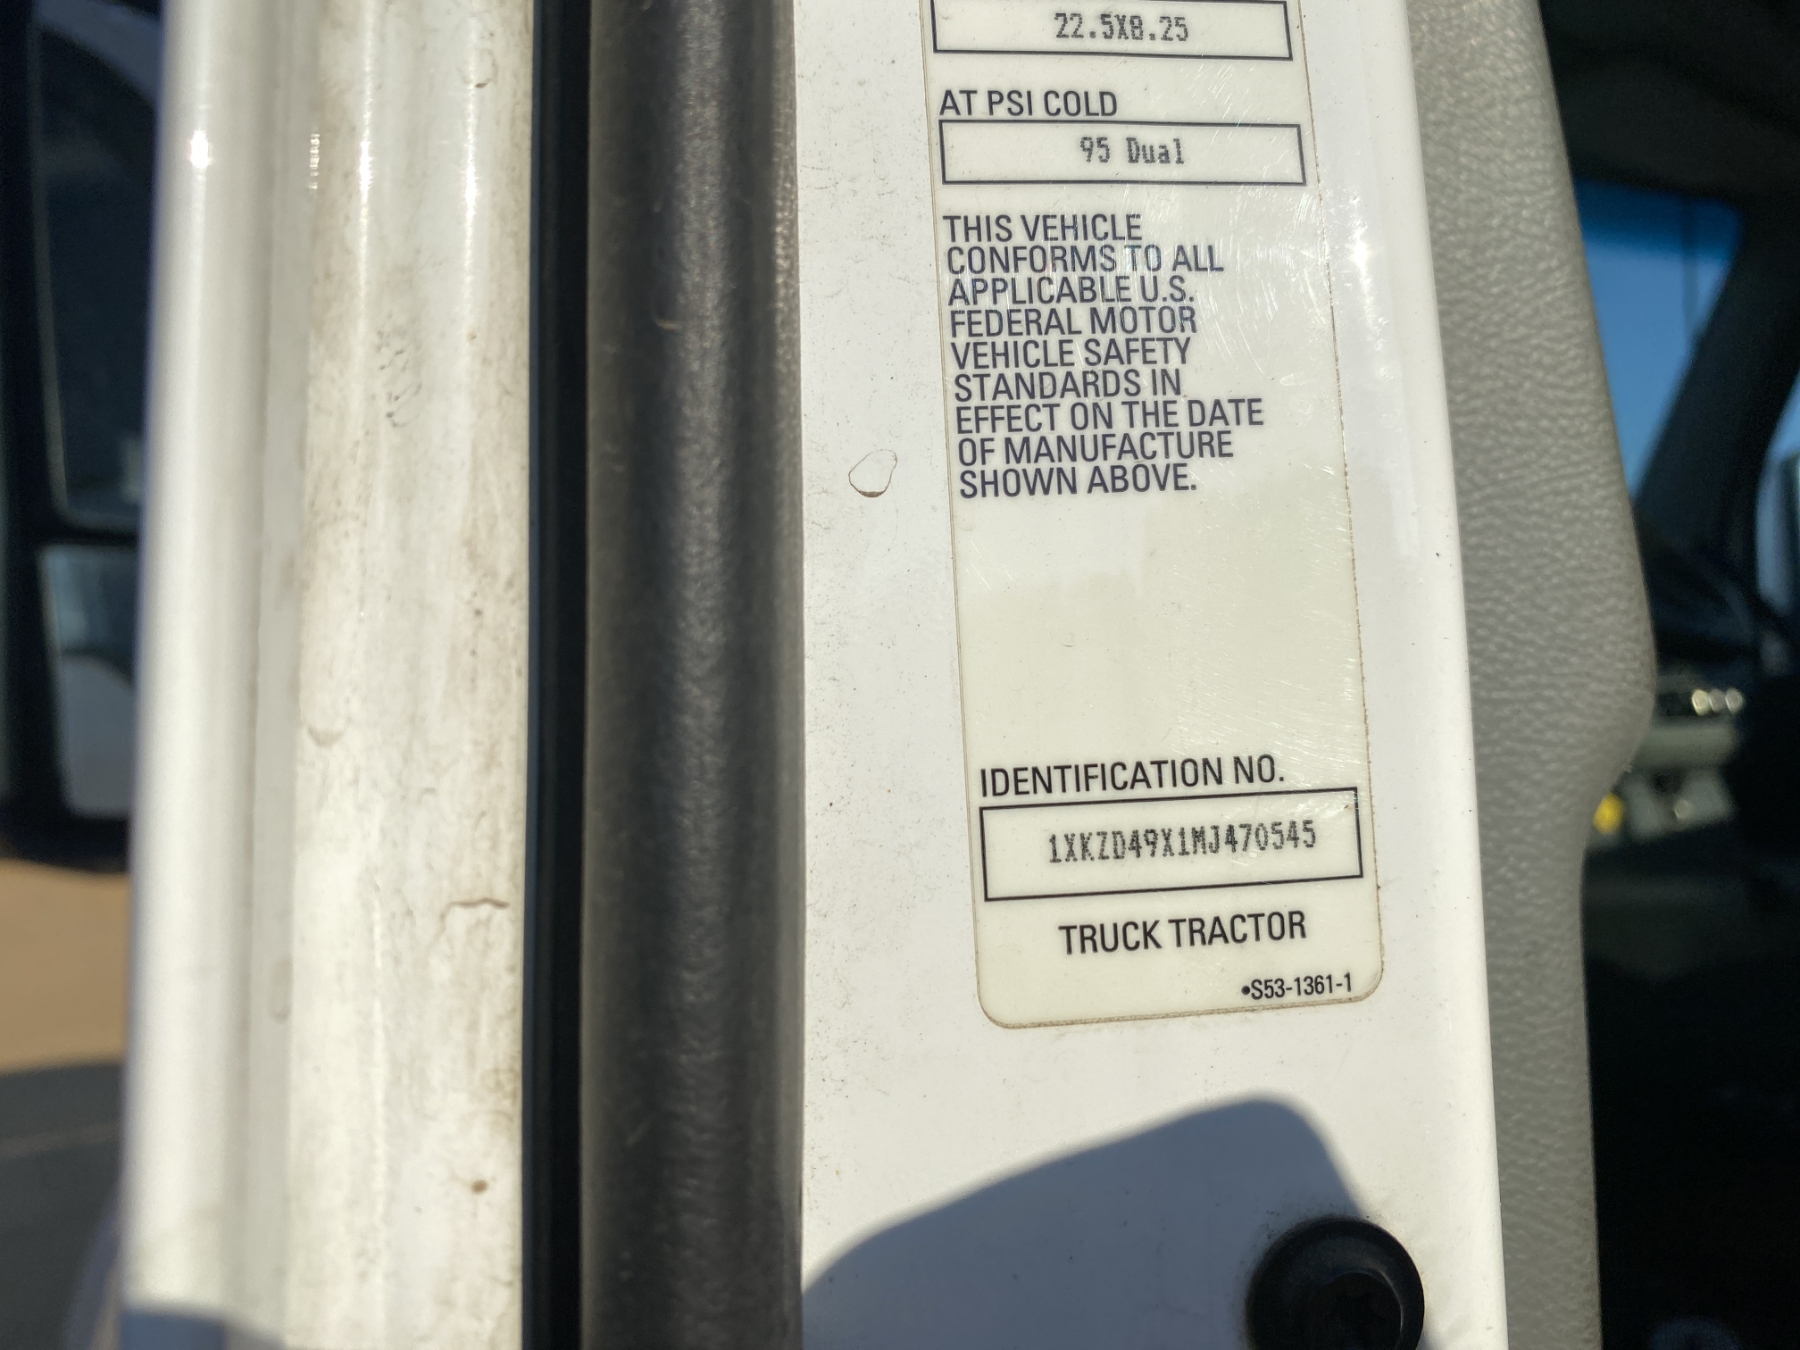 22.5X8.25
AT PSI COLD
95 Dual
THIS VEHICLE
CONFORMS TO ALL
APPLICABLE U.S.
FEDERAL MOTOR
VEHICLE SAFETY
STANDARDS IN
EFFECT ON THE DATE
OF MANUFACTURE
SHOWN ABOVE.
IDENTIFICATION NO.
1XKZD49X1MJ470545
TRUCK TRACTOR
•S53-1361-1